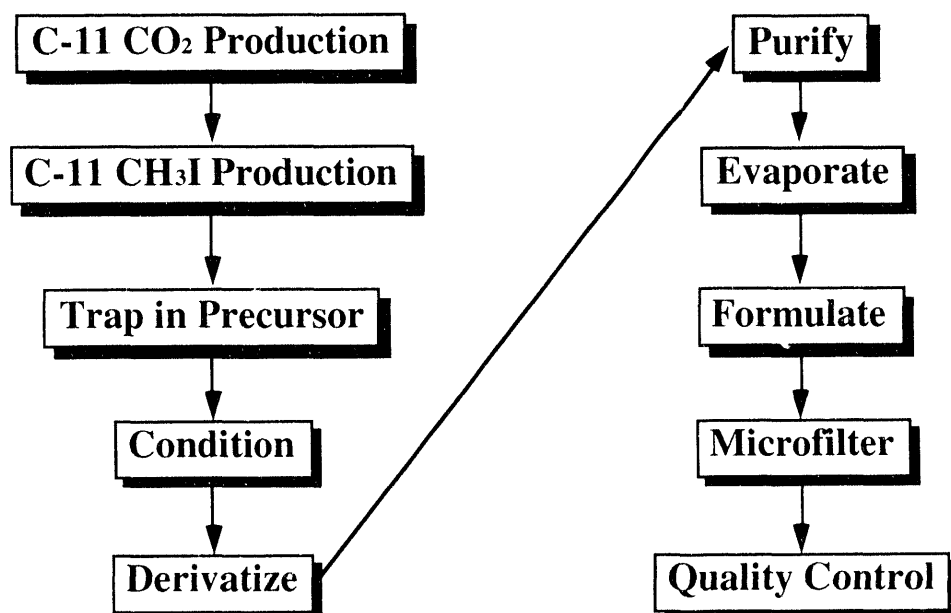 C-11 CO₂ Production
C-11 CH₃I Production
Trap in Precursor
Condition
Derivatize
Purify
Evaporate
Formulate
Microfilter
Quality Control